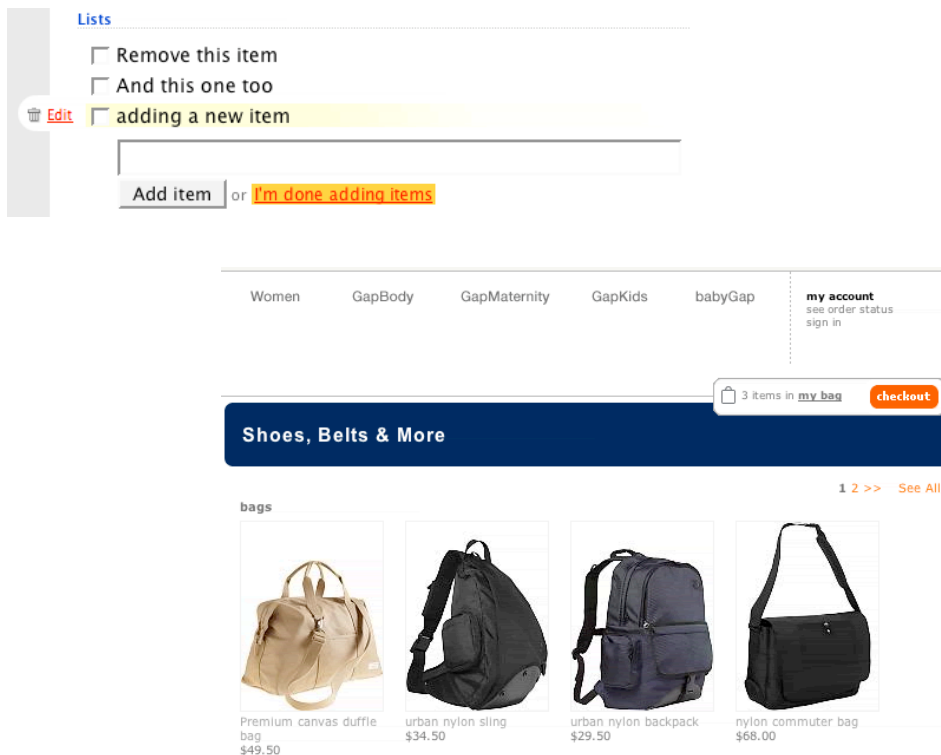 Lists
Remove this item
And this one too
Edit adding a new item
Add item or I'm done adding items
Women GapBody GapMaternity GapKids babyGap
my account
see order status
sign in
3 items in my bag checkout
Shoes, Belts & More
1 2 >> See All
bags
Premium canvas duffle bag
$49.50
urban nylon sling
$34.50
urban nylon backpack
$29.50
nylon commuter bag
$68.00